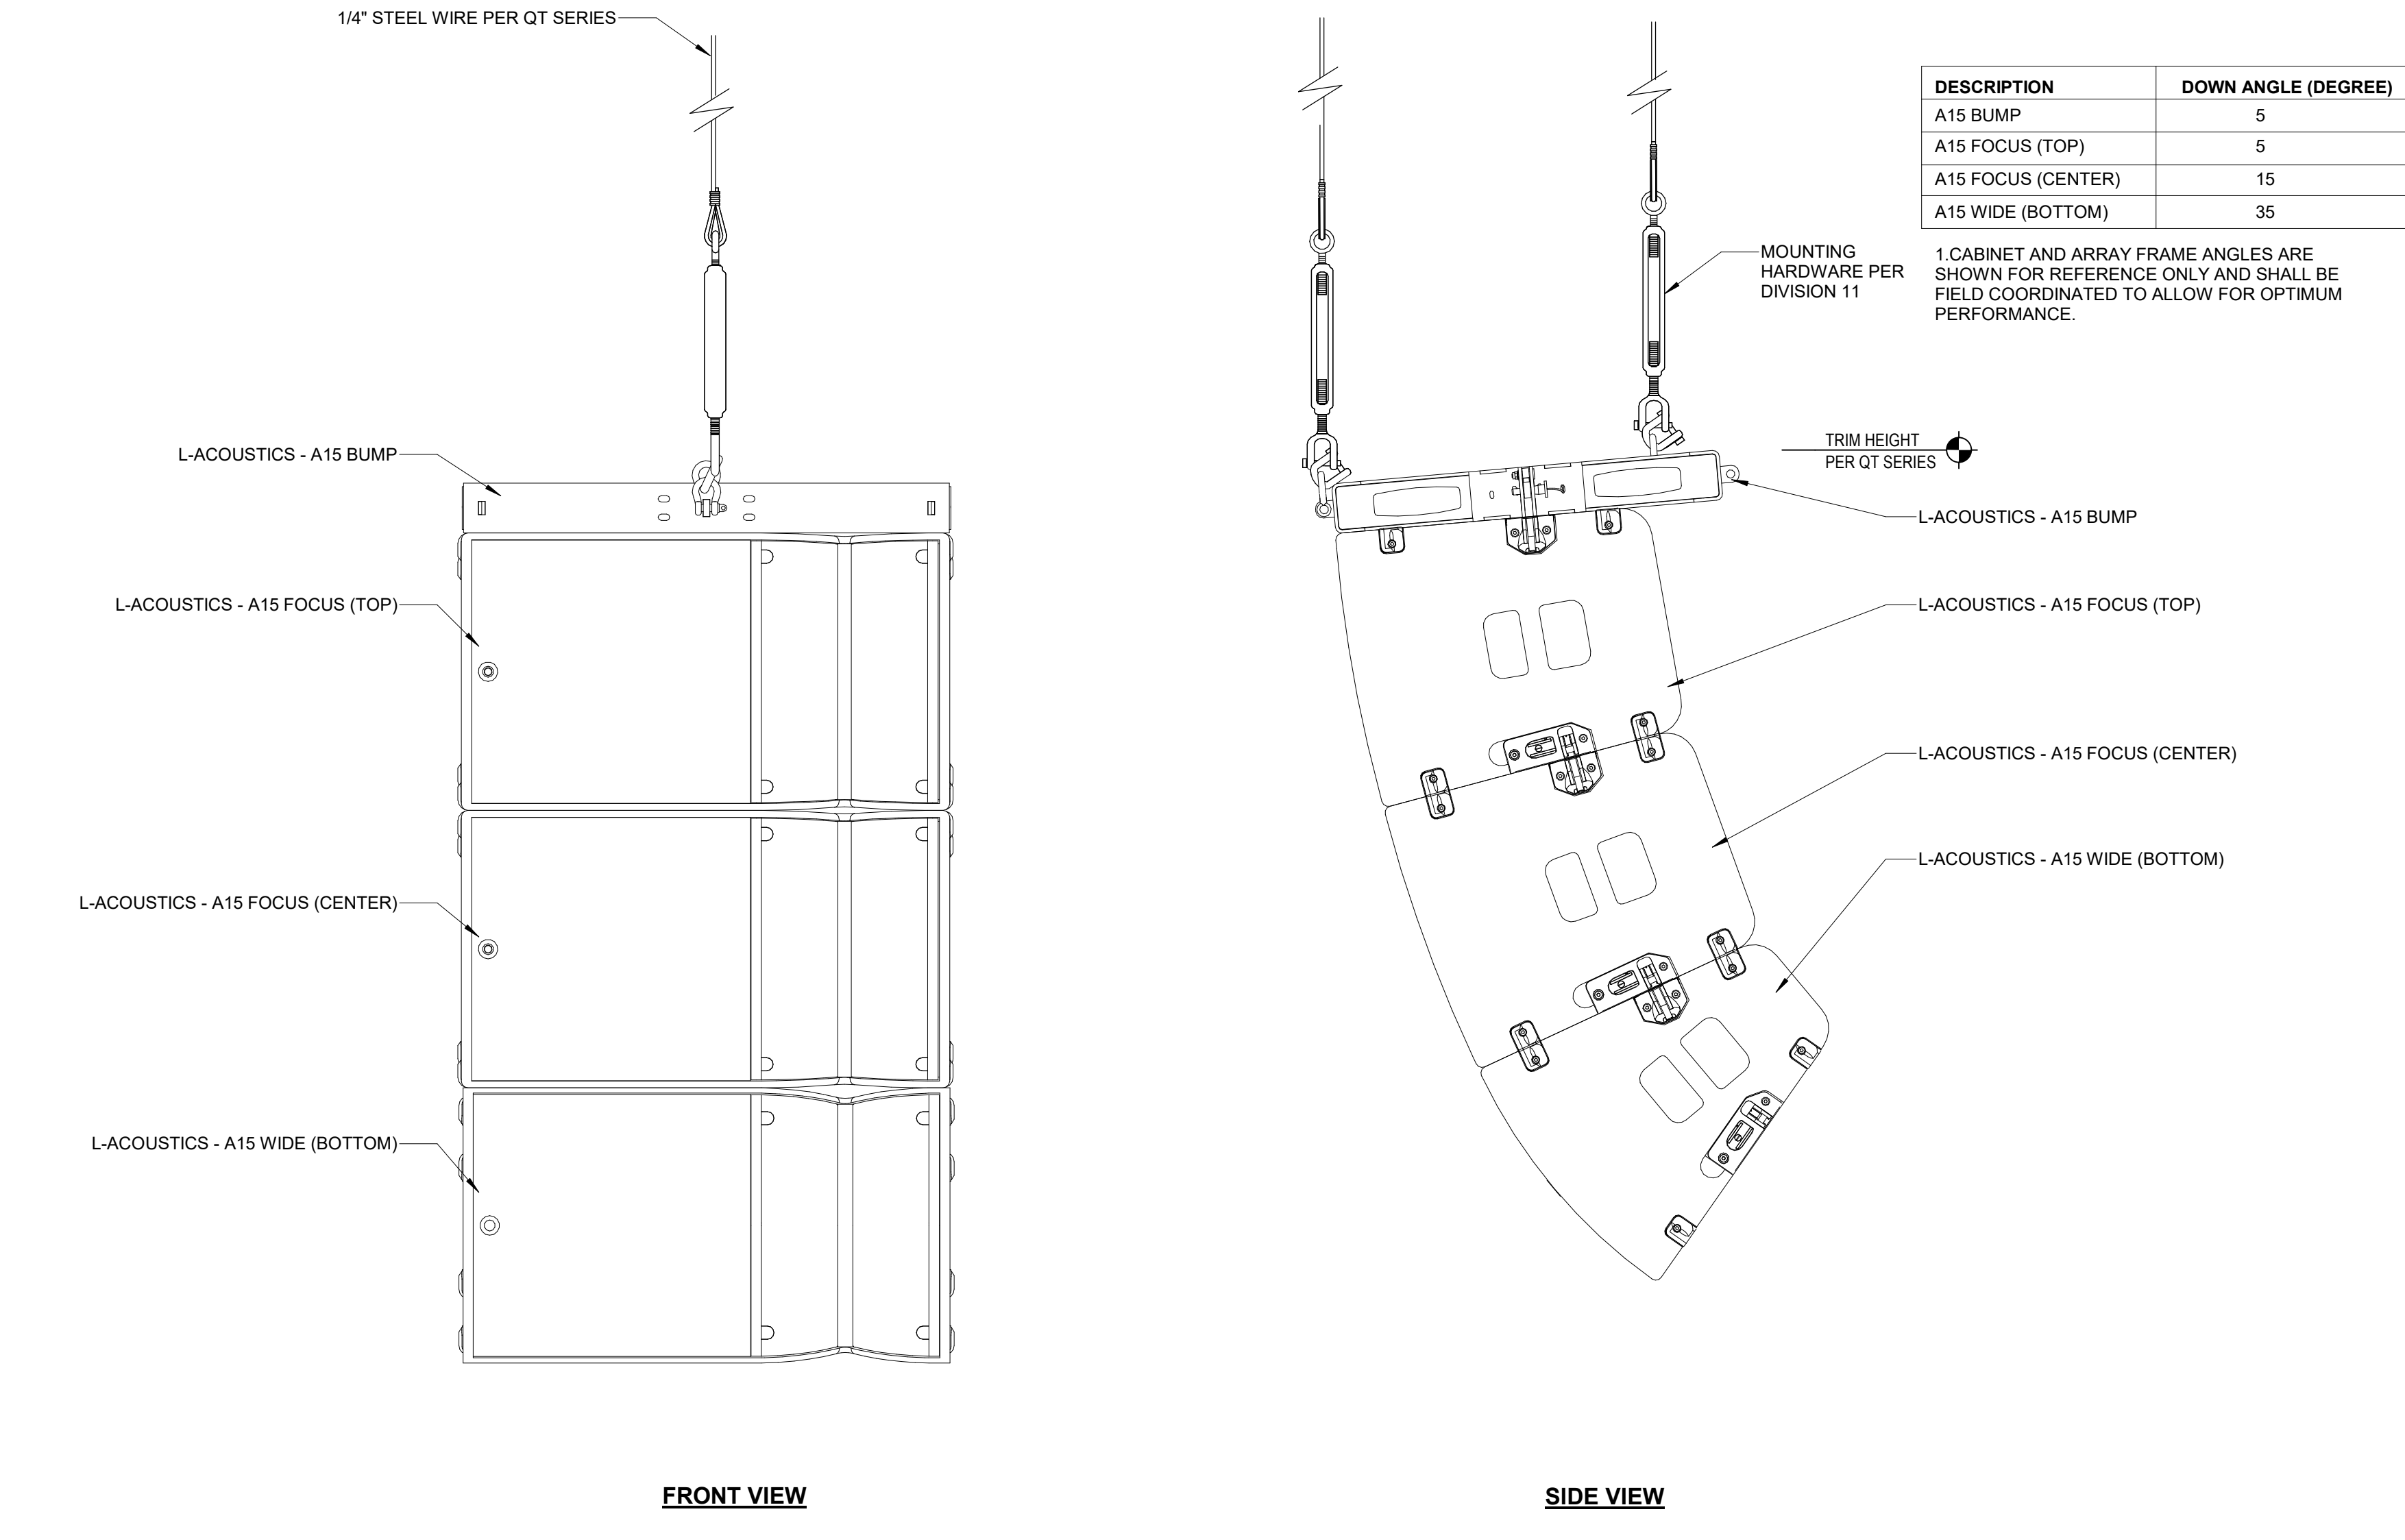 1/4" STEEL WIRE PER QT SERIES
L-ACOUSTICS - A15 BUMP
L-ACOUSTICS - A15 FOCUS (TOP)
L-ACOUSTICS - A15 FOCUS (CENTER)
L-ACOUSTICS - A15 WIDE (BOTTOM)
FRONT VIEW
MOUNTING
HARDWARE PER
DIVISION 11
TRIM HEIGHT
PER QT SERIES
L-ACOUSTICS - A15 BUMP
L-ACOUSTICS - A15 FOCUS (TOP)
L-ACOUSTICS - A15 FOCUS (CENTER)
L-ACOUSTICS - A15 WIDE (BOTTOM)
SIDE VIEW
DESCRIPTION DOWN ANGLE (DEGREE)
A15 BUMP 5
A15 FOCUS (TOP) 5
A15 FOCUS (CENTER) 15
A15 WIDE (BOTTOM) 35
1.CABINET AND ARRAY FRAME ANGLES ARE
SHOWN FOR REFERENCE ONLY AND SHALL BE
FIELD COORDINATED TO ALLOW FOR OPTIMUM
PERFORMANCE.